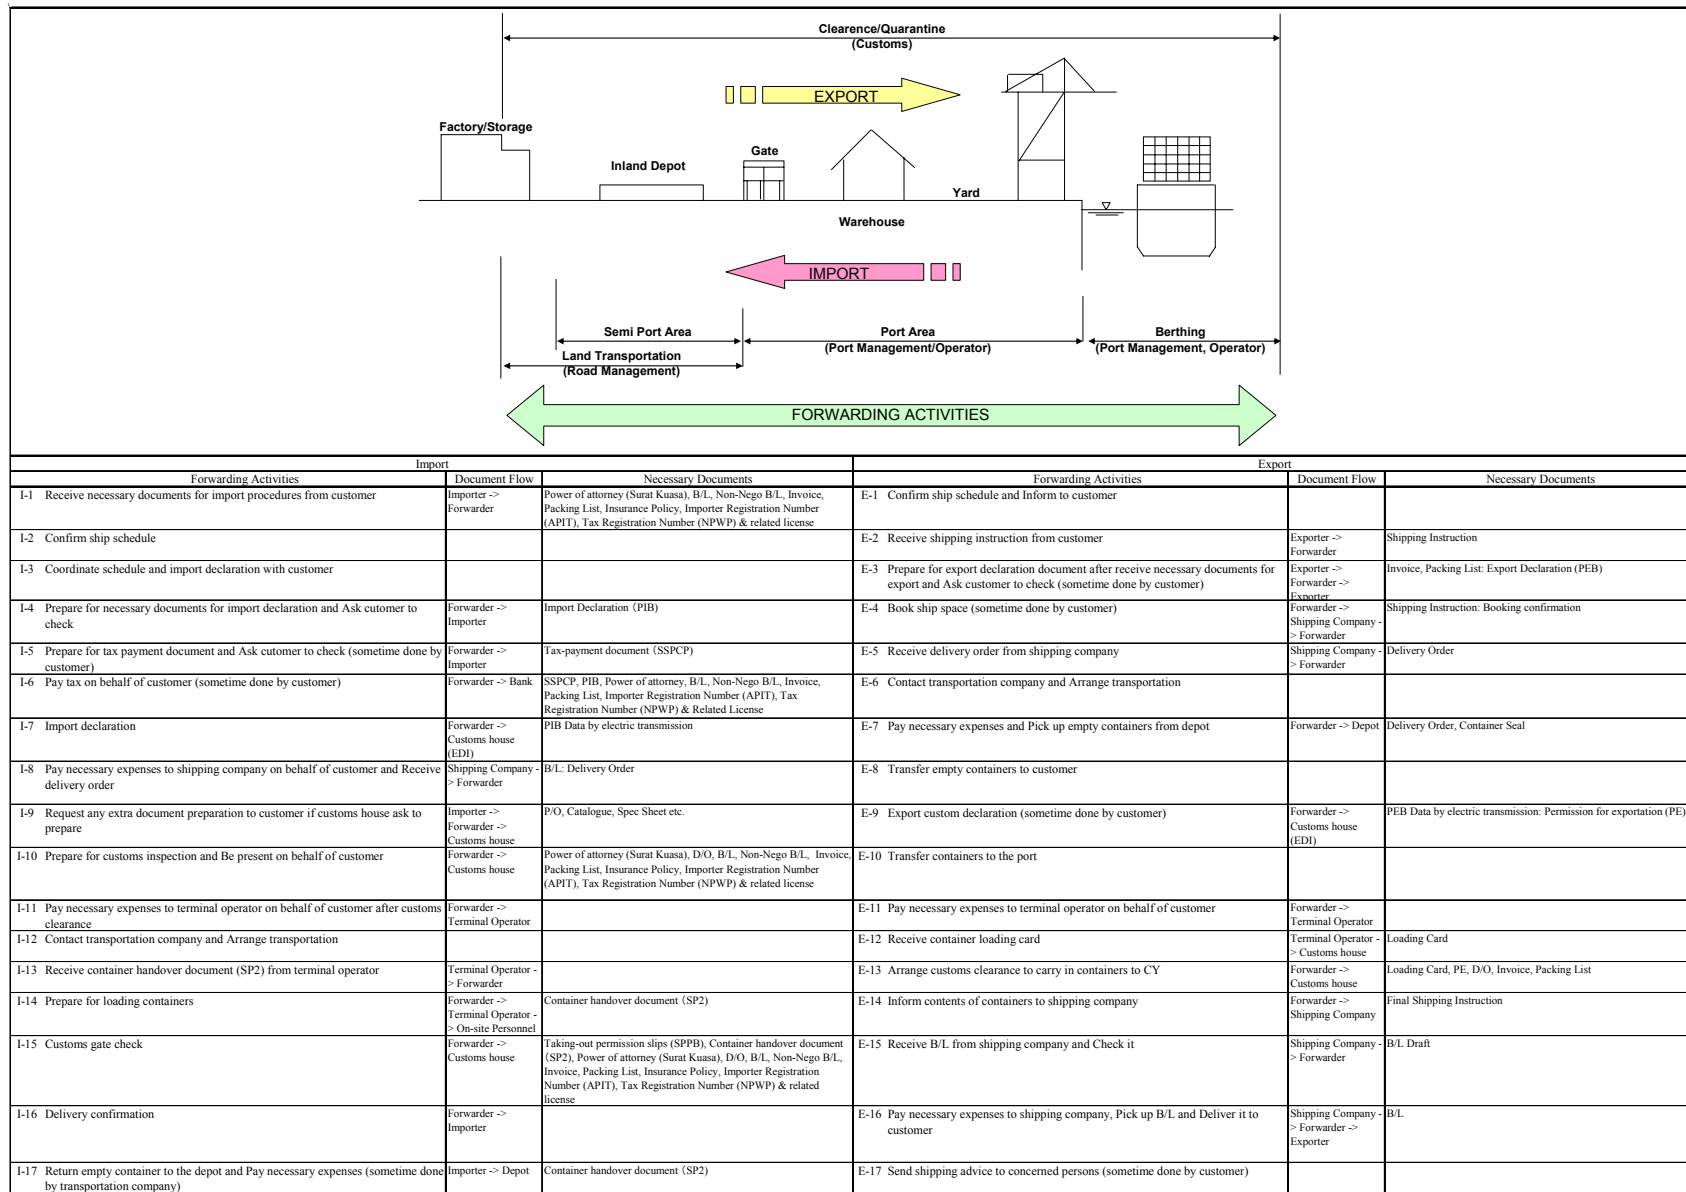 Clearence/Quarantine
(Customs)
EXPORT
Factory/Storage
Inland Depot
Gate
Yard
Warehouse
IMPORT
Semi Port Area
Port Area
(Port Management/Operator)
Berthing
(Port Management, Operator)
Land Transportation
(Road Management)
FORWARDING ACTIVITIES
Import
Export
Forwarding Activities
Document Flow
Necessary Documents
Forwarding Activities
Document Flow
Necessary Documents
I-1 Receive necessary documents for import procedures from customer
Importer ->
Forwarder
Power of attorney (Surat Kuasa), B/L, Non-Nego B/L, Invoice,
Packing List, Insurance Policy, Importer Registration Number
(APIT), Tax Registration Number (NPWP) & related license
E-1 Confirm ship schedule and Inform to customer
I-2 Confirm ship schedule
E-2 Receive shipping instruction from customer
Exporter ->
Forwarder
Shipping Instruction
I-3 Coordinate schedule and import declaration with customer
E-3 Prepare for export declaration document after receive necessary documents for
export and Ask customer to check (sometime done by customer)
Exporter ->
Forwarder ->
Exporter
Invoice, Packing List: Export Declaration (PEB)
I-4 Prepare for necessary documents for import declaration and Ask cutomer to
check
Forwarder ->
Importer
Import Declaration (PIB)
E-4 Book ship space (sometime done by customer)
Forwarder ->
Shipping Company -
> Forwarder
Shipping Instruction: Booking confirmation
I-5 Prepare for tax payment document and Ask cutomer to check (sometime done by
customer)
Forwarder ->
Importer
Tax-payment document (SSPCP)
E-5 Receive delivery order from shipping company
Shipping Company -
> Forwarder
Delivery Order
I-6 Pay tax on behalf of customer (sometime done by customer)
Forwarder -> Bank
SSPCP, PIB, Power of attorney, B/L, Non-Nego B/L, Invoice,
Packing List, Importer Registration Number (APIT), Tax
Registration Number (NPWP) & Related License
E-6 Contact transportation company and Arrange transportation
I-7 Import declaration
Forwarder ->
Customs house
(EDI)
PIB Data by electric transmission
E-7 Pay necessary expenses and Pick up empty containers from depot
Forwarder -> Depot
Delivery Order, Container Seal
I-8 Pay necessary expenses to shipping company on behalf of customer and Receive
delivery order
Shipping Company -
> Forwarder
B/L: Delivery Order
E-8 Transfer empty containers to customer
I-9 Request any extra document preparation to customer if customs house ask to
prepare
Importer ->
Forwarder ->
Customs house
P/O, Catalogue, Spec Sheet etc.
E-9 Export custom declaration (sometime done by customer)
Forwarder ->
Customs house
(EDI)
PEB Data by electric transmission: Permission for exportation (PE)
I-10 Prepare for customs inspection and Be present on behalf of customer
Forwarder ->
Customs house
Power of attorney (Surat Kuasa), D/O, B/L, Non-Nego B/L, Invoice,
Packing List, Insurance Policy, Importer Registration Number
(APIT), Tax Registration Number (NPWP) & related license
E-10 Transfer containers to the port
I-11 Pay necessary expenses to terminal operator on behalf of customer after customs
clearance
Forwarder ->
Terminal Operator
E-11 Pay necessary expenses to terminal operator on behalf of customer
Forwarder ->
Terminal Operator
I-12 Contact transportation company and Arrange transportation
E-12 Receive container loading card
Terminal Operator -
> Customs house
Loading Card
I-13 Receive container handover document (SP2) from terminal operator
Terminal Operator -
> Forwarder
E-13 Arrange customs clearance to carry in containers to CY
Forwarder ->
Customs house
Loading Card, PE, D/O, Invoice, Packing List
I-14 Prepare for loading containers
Forwarder ->
Terminal Operator -
> On-site Personnel
Container handover document (SP2)
E-14 Inform contents of containers to shipping company
Forwarder ->
Shipping Company
Final Shipping Instruction
I-15 Customs gate check
Forwarder ->
Customs house
Taking-out permission slips (SPPB), Container handover document
(SP2), Power of attorney (Surat Kuasa), D/O, B/L, Non-Nego B/L,
Invoice, Packing List, Insurance Policy, Importer Registration
Number (APIT), Tax Registration Number (NPWP) & related
license
E-15 Receive B/L from shipping company and Check it
Shipping Company -
> Forwarder
B/L Draft
I-16 Delivery confirmation
Forwarder ->
Importer
E-16 Pay necessary expenses to shipping company, Pick up B/L and Deliver it to
customer
Shipping Company -
> Forwarder ->
Exporter
B/L
I-17 Return empty container to the depot and Pay necessary expenses (sometime done
by transportation company)
Importer -> Depot
Container handover document (SP2)
E-17 Send shipping advice to concerned persons (sometime done by customer)